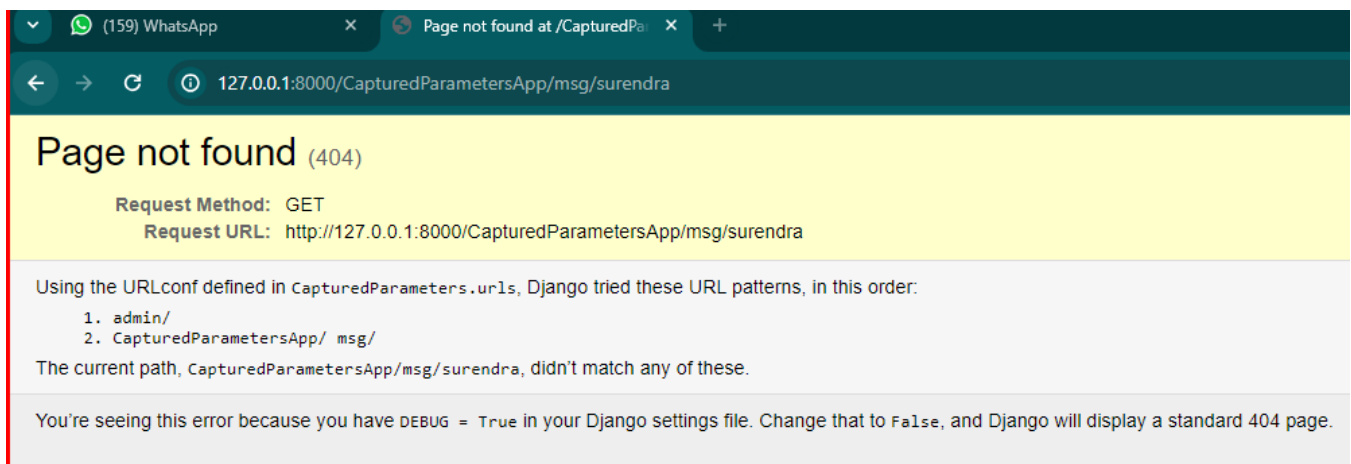 (159) WhatsApp
Page not found at /CapturedPa
127.0.0.1:8000/CapturedParametersApp/msg/surendra
Page not found (404)
Request Method: GET
Request URL: http://127.0.0.1:8000/CapturedParametersApp/msg/surendra
Using the URLconf defined in CapturedParameters.urls, Django tried these URL patterns, in this order:
1. admin/
2. CapturedParametersApp/ msg/
The current path, CapturedParametersApp/msg/surendra, didn’t match any of these.
You’re seeing this error because you have DEBUG = True in your Django settings file. Change that to False, and Django will display a standard 404 page.